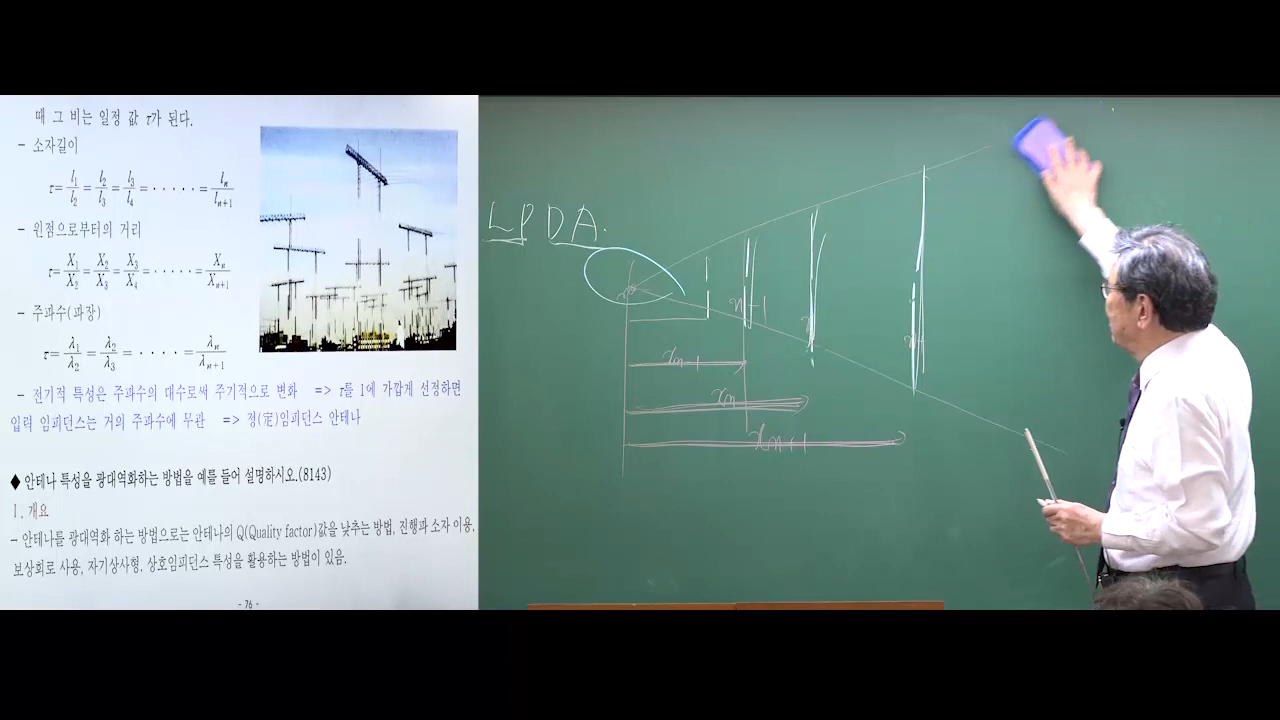 때 그 비는 일정 값 τ가 된다.
- 소자길이
τ = l₁/l₂ = l₂/l₃ = l₃/l₄ = ····· = lₙ/lₙ₊₁
- 원점으로부터의 거리
τ = X₁/X₂ = X₂/X₃ = X₃/X₄ = ····· = Xₙ/Xₙ₊₁
- 주파수(파장)
τ = λ₁/λ₂ = λ₂/λ₃ = ····· = λₙ/λₙ₊₁
- 전기적 특성은 주파수의 대수로써 주기적으로 변화 => τ를 1에 가깝게 선정하면
입력 임피던스는 거의 주파수에 무관 => 정(定)임피던스 안테나
◆ 안테나 특성을 광대역화하는 방법을 예를 들어 설명하시오.(8143)
1. 개요
- 안테나를 광대역화 하는 방법으로는 안테나의 Q(Quality factor)값을 낮추는 방법, 진행파 소자 이용,
보상회로 사용, 자기상사형, 상호임피던스 특성을 활용하는 방법이 있음.
- 76 -
LPDA.
n-1
xₙ₋₁
xₙ
xₙ₊₁